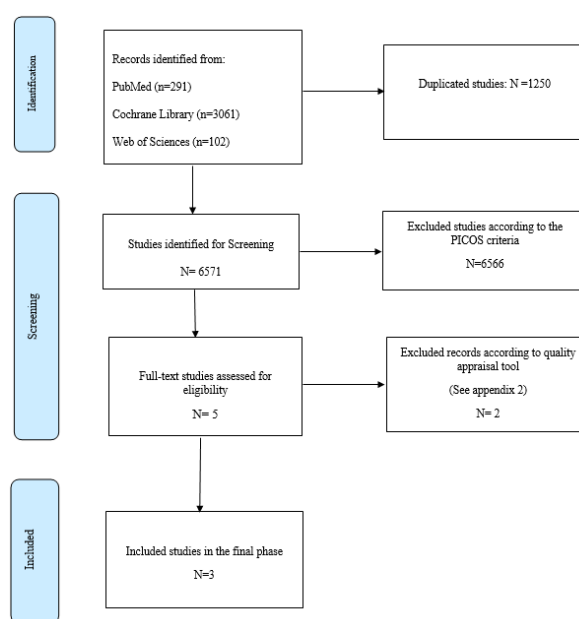 Identification
Records identified from:
PubMed (n=291)
Cochrane Library (n=3061)
Web of Sciences (n=102)
Duplicated studies: N =1250
Screening
Studies identified for Screening
N= 6571
Excluded studies according to the
PICOS criteria
N=6566
Full-text studies assessed for
eligibility
N= 5
Excluded records according to quality
appraisal tool
(See appendix 2)
N= 2
Included
Included studies in the final phase
N=3